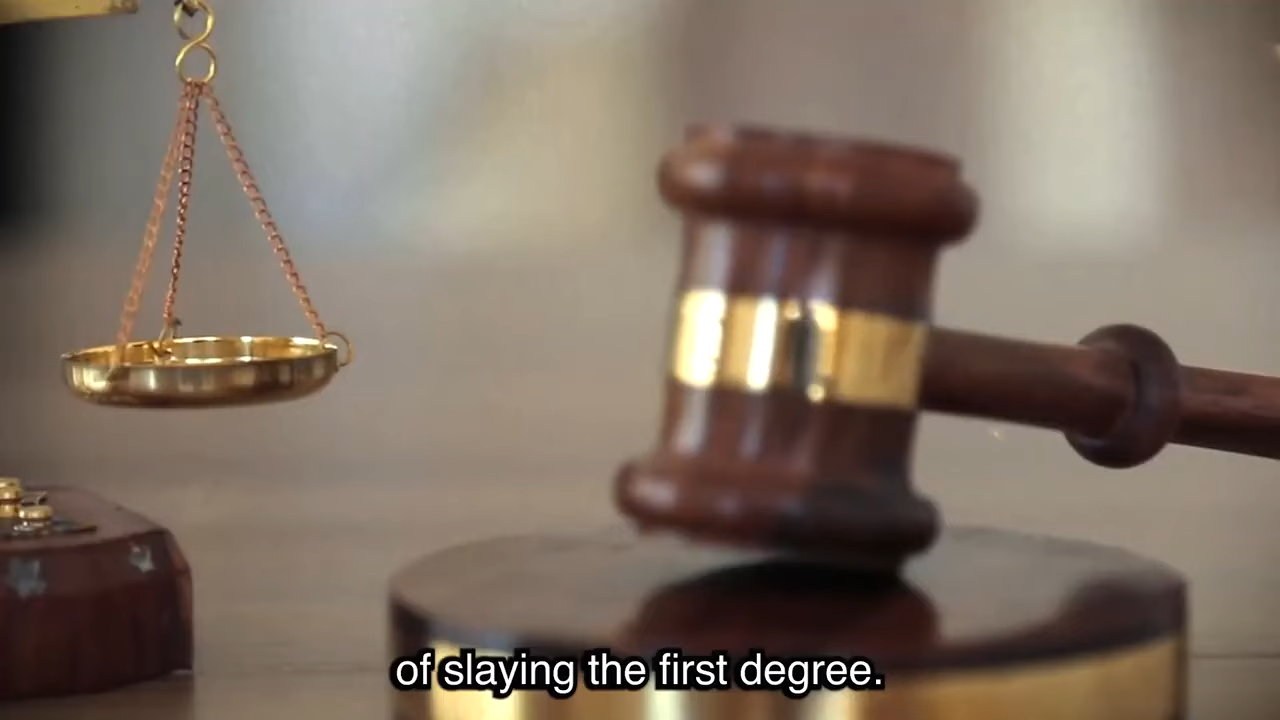 of slaying the first degree.